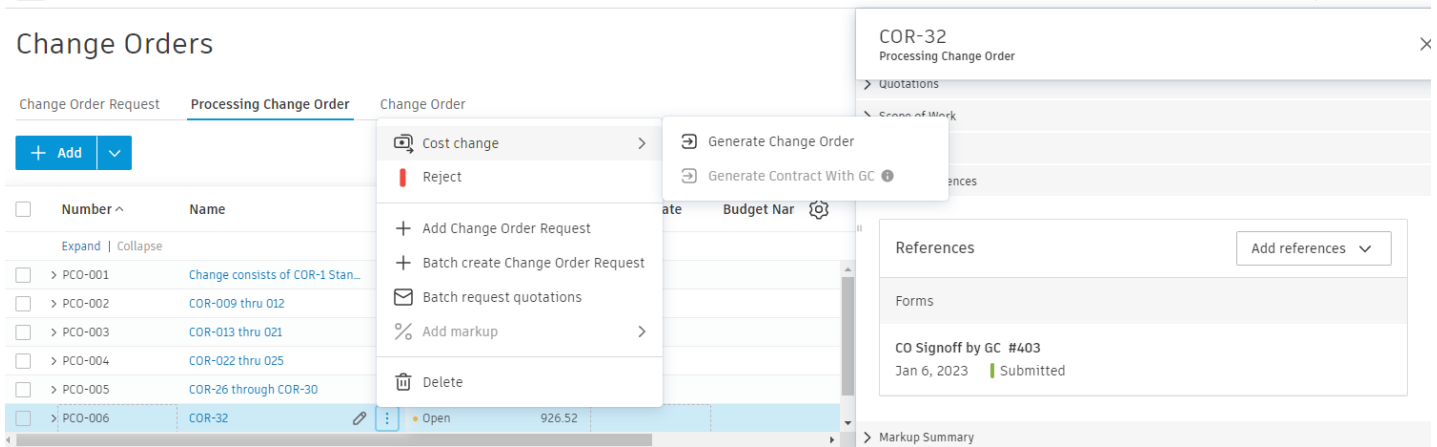 Change Orders
Change Order Request
Processing Change Order
Change Order
Add
Number
Name
ate
Budget Nar
Expand | Collapse
PCO-001
Change consists of COR-1 Stan...
PCO-002
COR-009 thru 012
PCO-003
COR-013 thru 021
PCO-004
COR-022 thru 025
PCO-005
COR-26 through COR-30
PCO-006
COR-32
Open
926.52
Cost change
Reject
Add Change Order Request
Batch create Change Order Request
Batch request quotations
Add markup
Delete
Generate Change Order
Generate Contract With GC
COR-32
Processing Change Order
Quotations
Scope of Work
ences
References
Add references
Forms
CO Signoff by GC #403
Jan 6, 2023
Submitted
Markup Summary